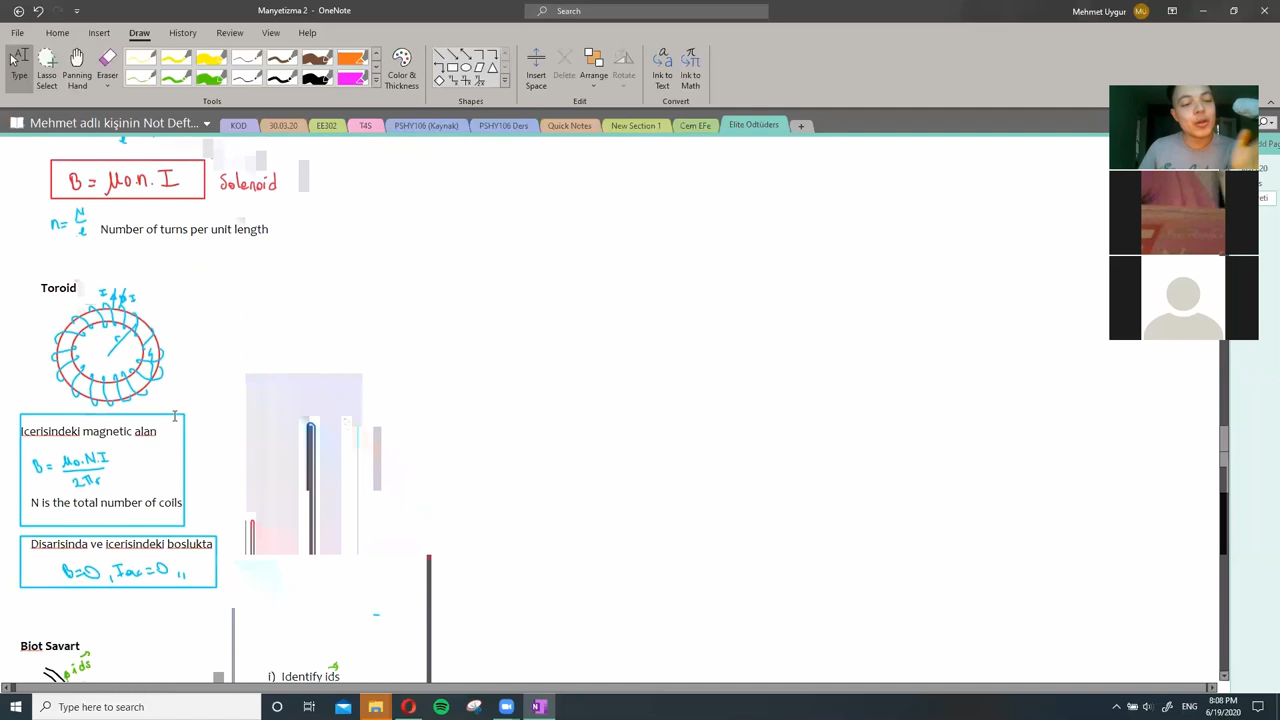 Manyetizma 2 - OneNote
Search
Mehmet Uygur
MU
File
Home
Insert
Draw
History
Review
View
Help
Type
Lasso Select
Panning Hand
Eraser
Color & Thickness
Insert Space
Delete
Arrange
Rotate
Ink to Text
Ink to Math
Tools
Shapes
Edit
Convert
Mehmet adlı kişinin Not Deft...
KOD
30.03.20
EE302
T4S
PSHY106 (Kaynak)
PSHY106 Ders
Quick Notes
New Section 1
Cem EFe
Elite Odtüders
B = μ0.n.I Solenoid
n = N/l Number of turns per unit length
Toroid
I I
r
Icerisindeki magnetic alan
B = μ0.N.I / 2πr
N is the total number of coils
Disarisinda ve icerisindeki boslukta
B=0, Ienc=0
Biot Savart
ids
i) Identify ids
Type here to search
8:08 PM
6/19/2020